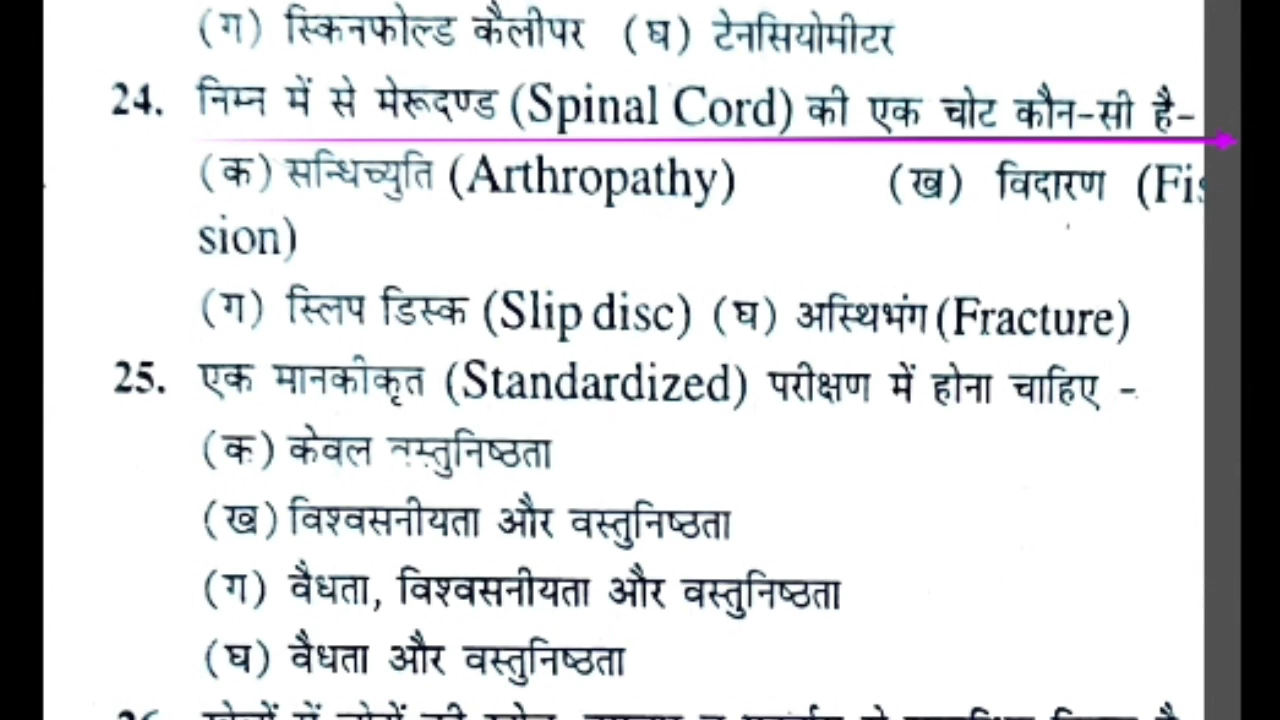 (ग) स्किनफोल्ड कैलीपर (घ) टेनसियोमीटर
24. निम्न में से मेरूदण्ड (Spinal Cord) की एक चोट कौन-सी है-
(क) सन्धिच्युति (Arthropathy) (ख) विदारण (Fis
sion)
(ग) स्लिप डिस्क (Slip disc) (घ) अस्थिभंग (Fracture)
25. एक मानकीकृत (Standardized) परीक्षण में होना चाहिए -
(क) केवल वस्तुनिष्ठता
(ख) विश्वसनीयता और वस्तुनिष्ठता
(ग) वैधता, विश्वसनीयता और वस्तुनिष्ठता
(घ) वैधता और वस्तुनिष्ठता